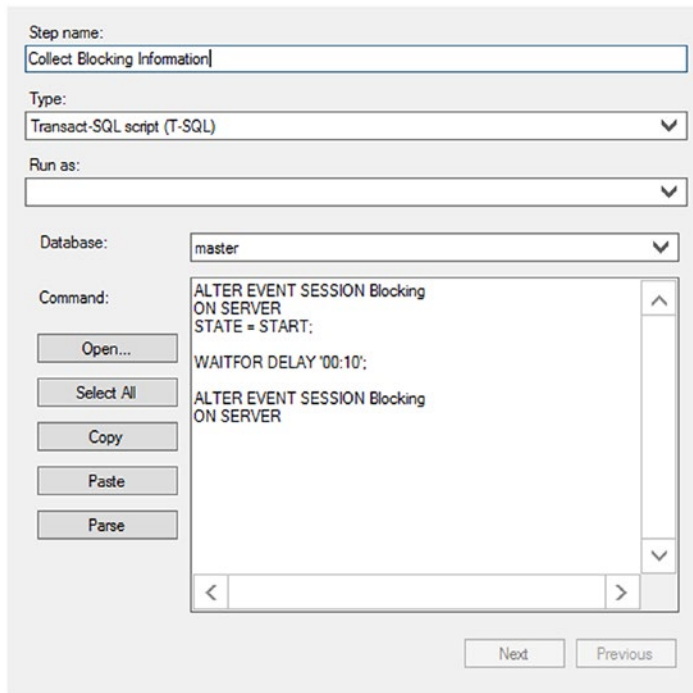 Step name:
Collect Blocking Information
Type:
Transact-SQL script (T-SQL)
Run as:
Database:
master
Command:
ALTER EVENT SESSION Blocking
ON SERVER
STATE = START;
WAITFOR DELAY '00:10';
ALTER EVENT SESSION Blocking
ON SERVER
Open...
Select All
Copy
Paste
Parse
Next
Previous